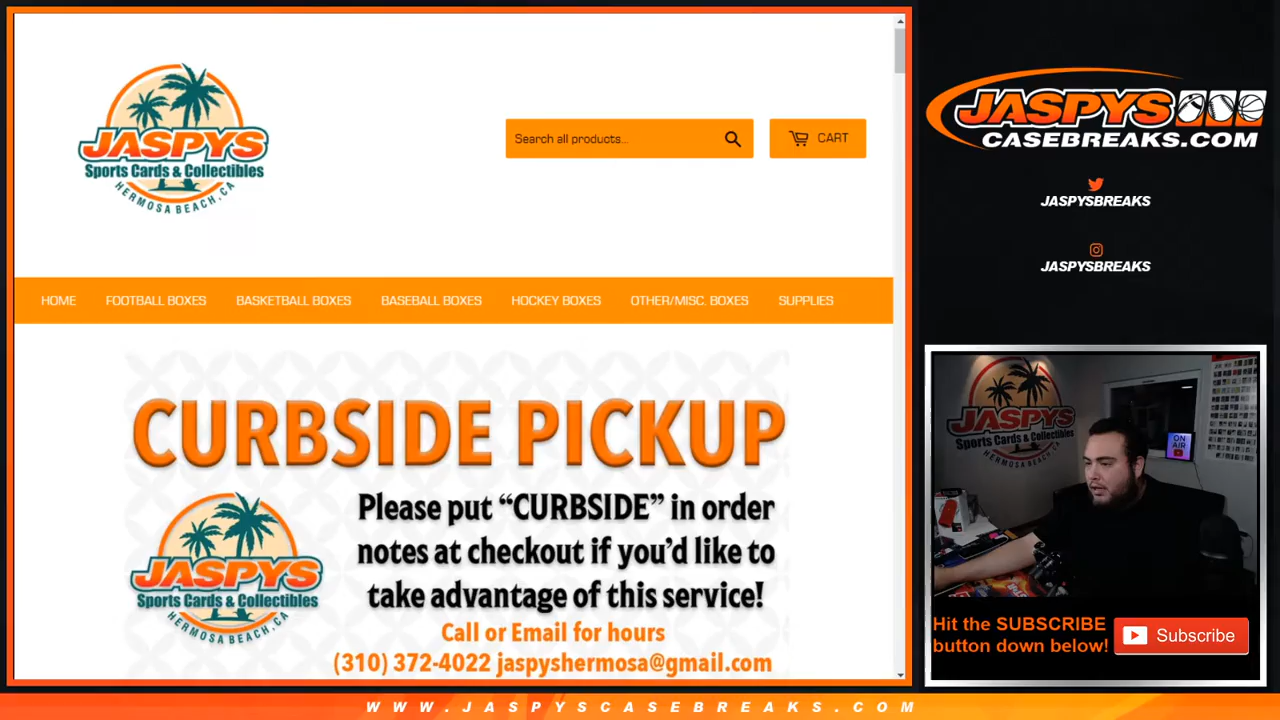 JASPYS
Sports Cards & Collectibles
HERMOSA BEACH, CA
Search all products...
CART
HOME
FOOTBALL BOXES
BASKETBALL BOXES
BASEBALL BOXES
HOCKEY BOXES
OTHER/MISC. BOXES
SUPPLIES
CURBSIDE PICKUP
JASPYS
Sports Cards & Collectibles
HERMOSA BEACH, CA
Please put “CURBSIDE” in order
notes at checkout if you’d like to
take advantage of this service!
Call or Email for hours
(310) 372-4022 jaspyshermosa@gmail.com
JASPYS
CASEBREAKS.COM
JASPYSBREAKS
JASPYSBREAKS
JASPYS
Sports Cards & Collectibles
HERMOSA BEACH, CA
ON
AIR
Hit the SUBSCRIBE
button down below!
Subscribe
WWW.JASPYSCASEBREAKS.COM